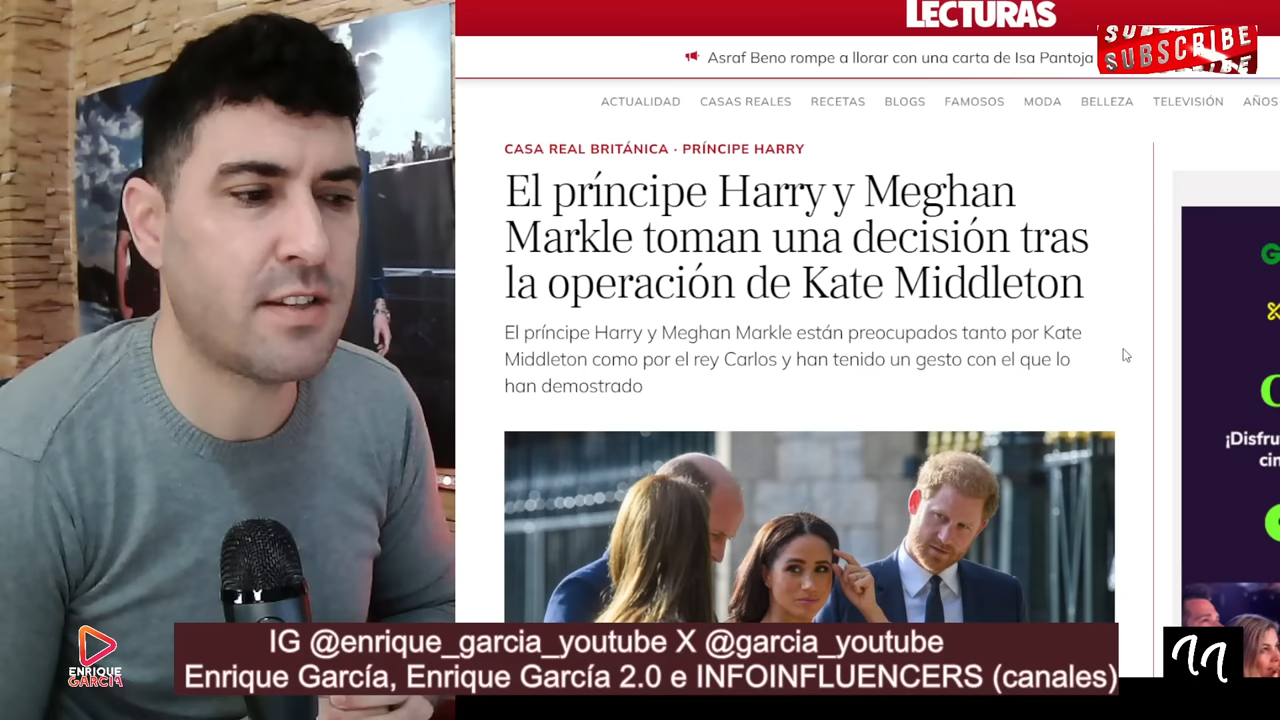 LECTURAS
Asraf Beno rompe a llorar con una carta de Isa Pantoja
SUBSCRIBE
SUBSCRIBE
SUBSCRIBE
ACTUALIDAD CASAS REALES RECETAS BLOGS FAMOSOS MODA BELLEZA TELEVISIÓN AÑOS
CASA REAL BRITÁNICA · PRÍNCIPE HARRY
El príncipe Harry y Meghan
Markle toman una decisión tras
la operación de Kate Middleton
El príncipe Harry y Meghan Markle están preocupados tanto por Kate
Middleton como por el rey Carlos y han tenido un gesto con el que lo
han demostrado
¡Disfru
IG @enrique_garcia_youtube X @garcia_youtube
Enrique García, Enrique García 2.0 e INFOINFLUENCERS (canales)
ENRIQUE
GARCÍA